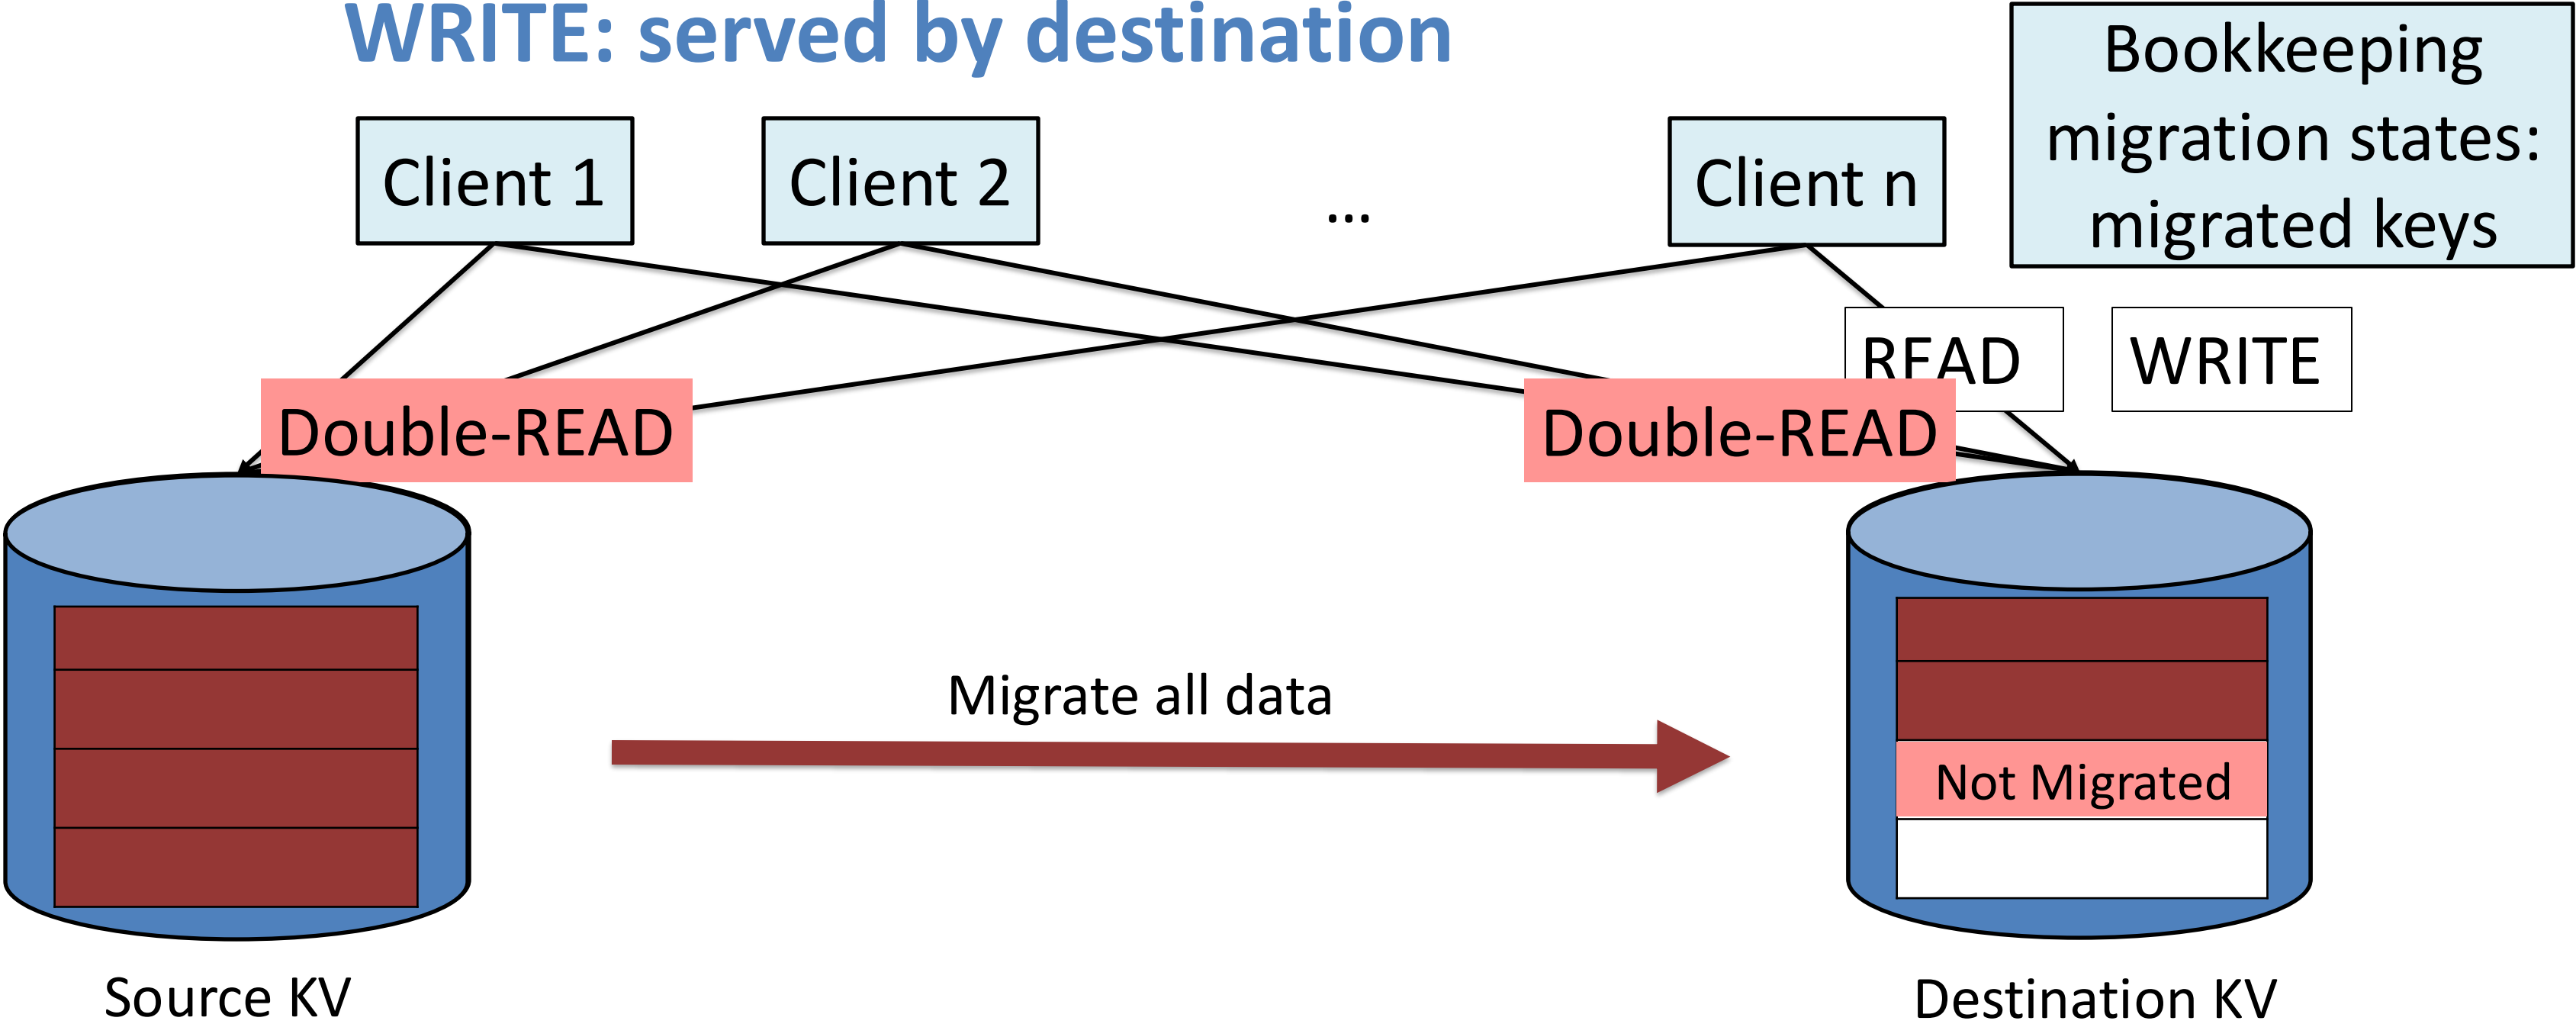 WRITE: served by destination
Bookkeeping
migration states:
migrated keys
Client 1
Client 2
...
Client n
READ
WRITE
Double-READ
Double-READ
Migrate all data
Not Migrated
Source KV
Destination KV